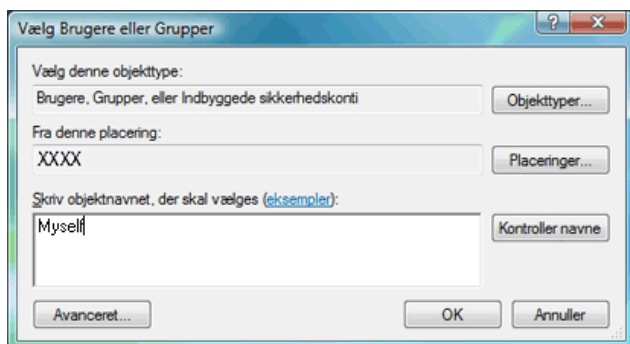 Vælg Brugere eller Grupper
Vælg denne objekttype:
Brugere, Grupper, eller Indbyggede sikkerhedskonti
Objekttyper...
Fra denne placering:
XXXX
Placeringer...
Skriv objektnavnet, der skal vælges (eksempler):
Myself
Kontroller navne
Avanceret...
OK
Annuller